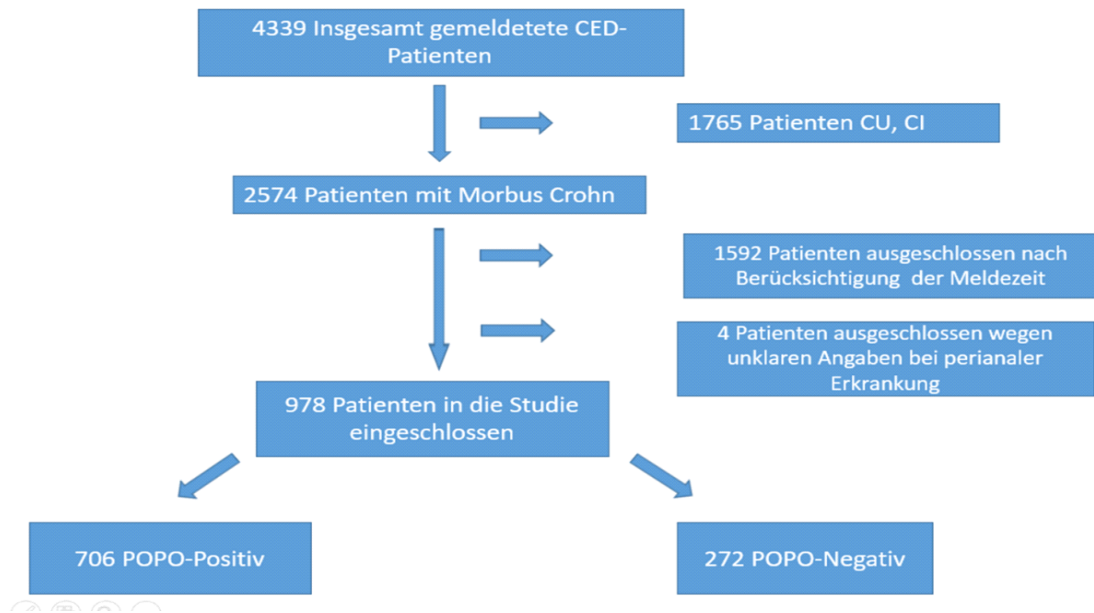 4339 Insgesamt gemeldetete CED-
Patienten
1765 Patienten CU, CI
2574 Patienten mit Morbus Crohn
1592 Patienten ausgeschlossen nach
Berücksichtigung der Meldezeit
4 Patienten ausgeschlossen wegen
unklaren Angaben bei perianaler
Erkrankung
978 Patienten in die Studie
eingeschlossen
706 POPO-Positiv
272 POPO-Negativ